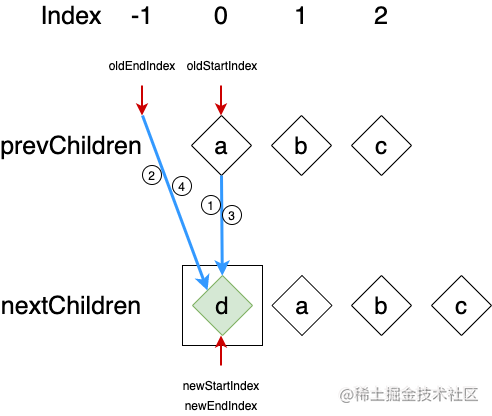 Index -1 0 1 2
oldEndIndex oldStartIndex
prevChildren a b c
2 4 1 3
nextChildren d a b c
newStartIndex
newEndIndex
@稀土掘金技术社区